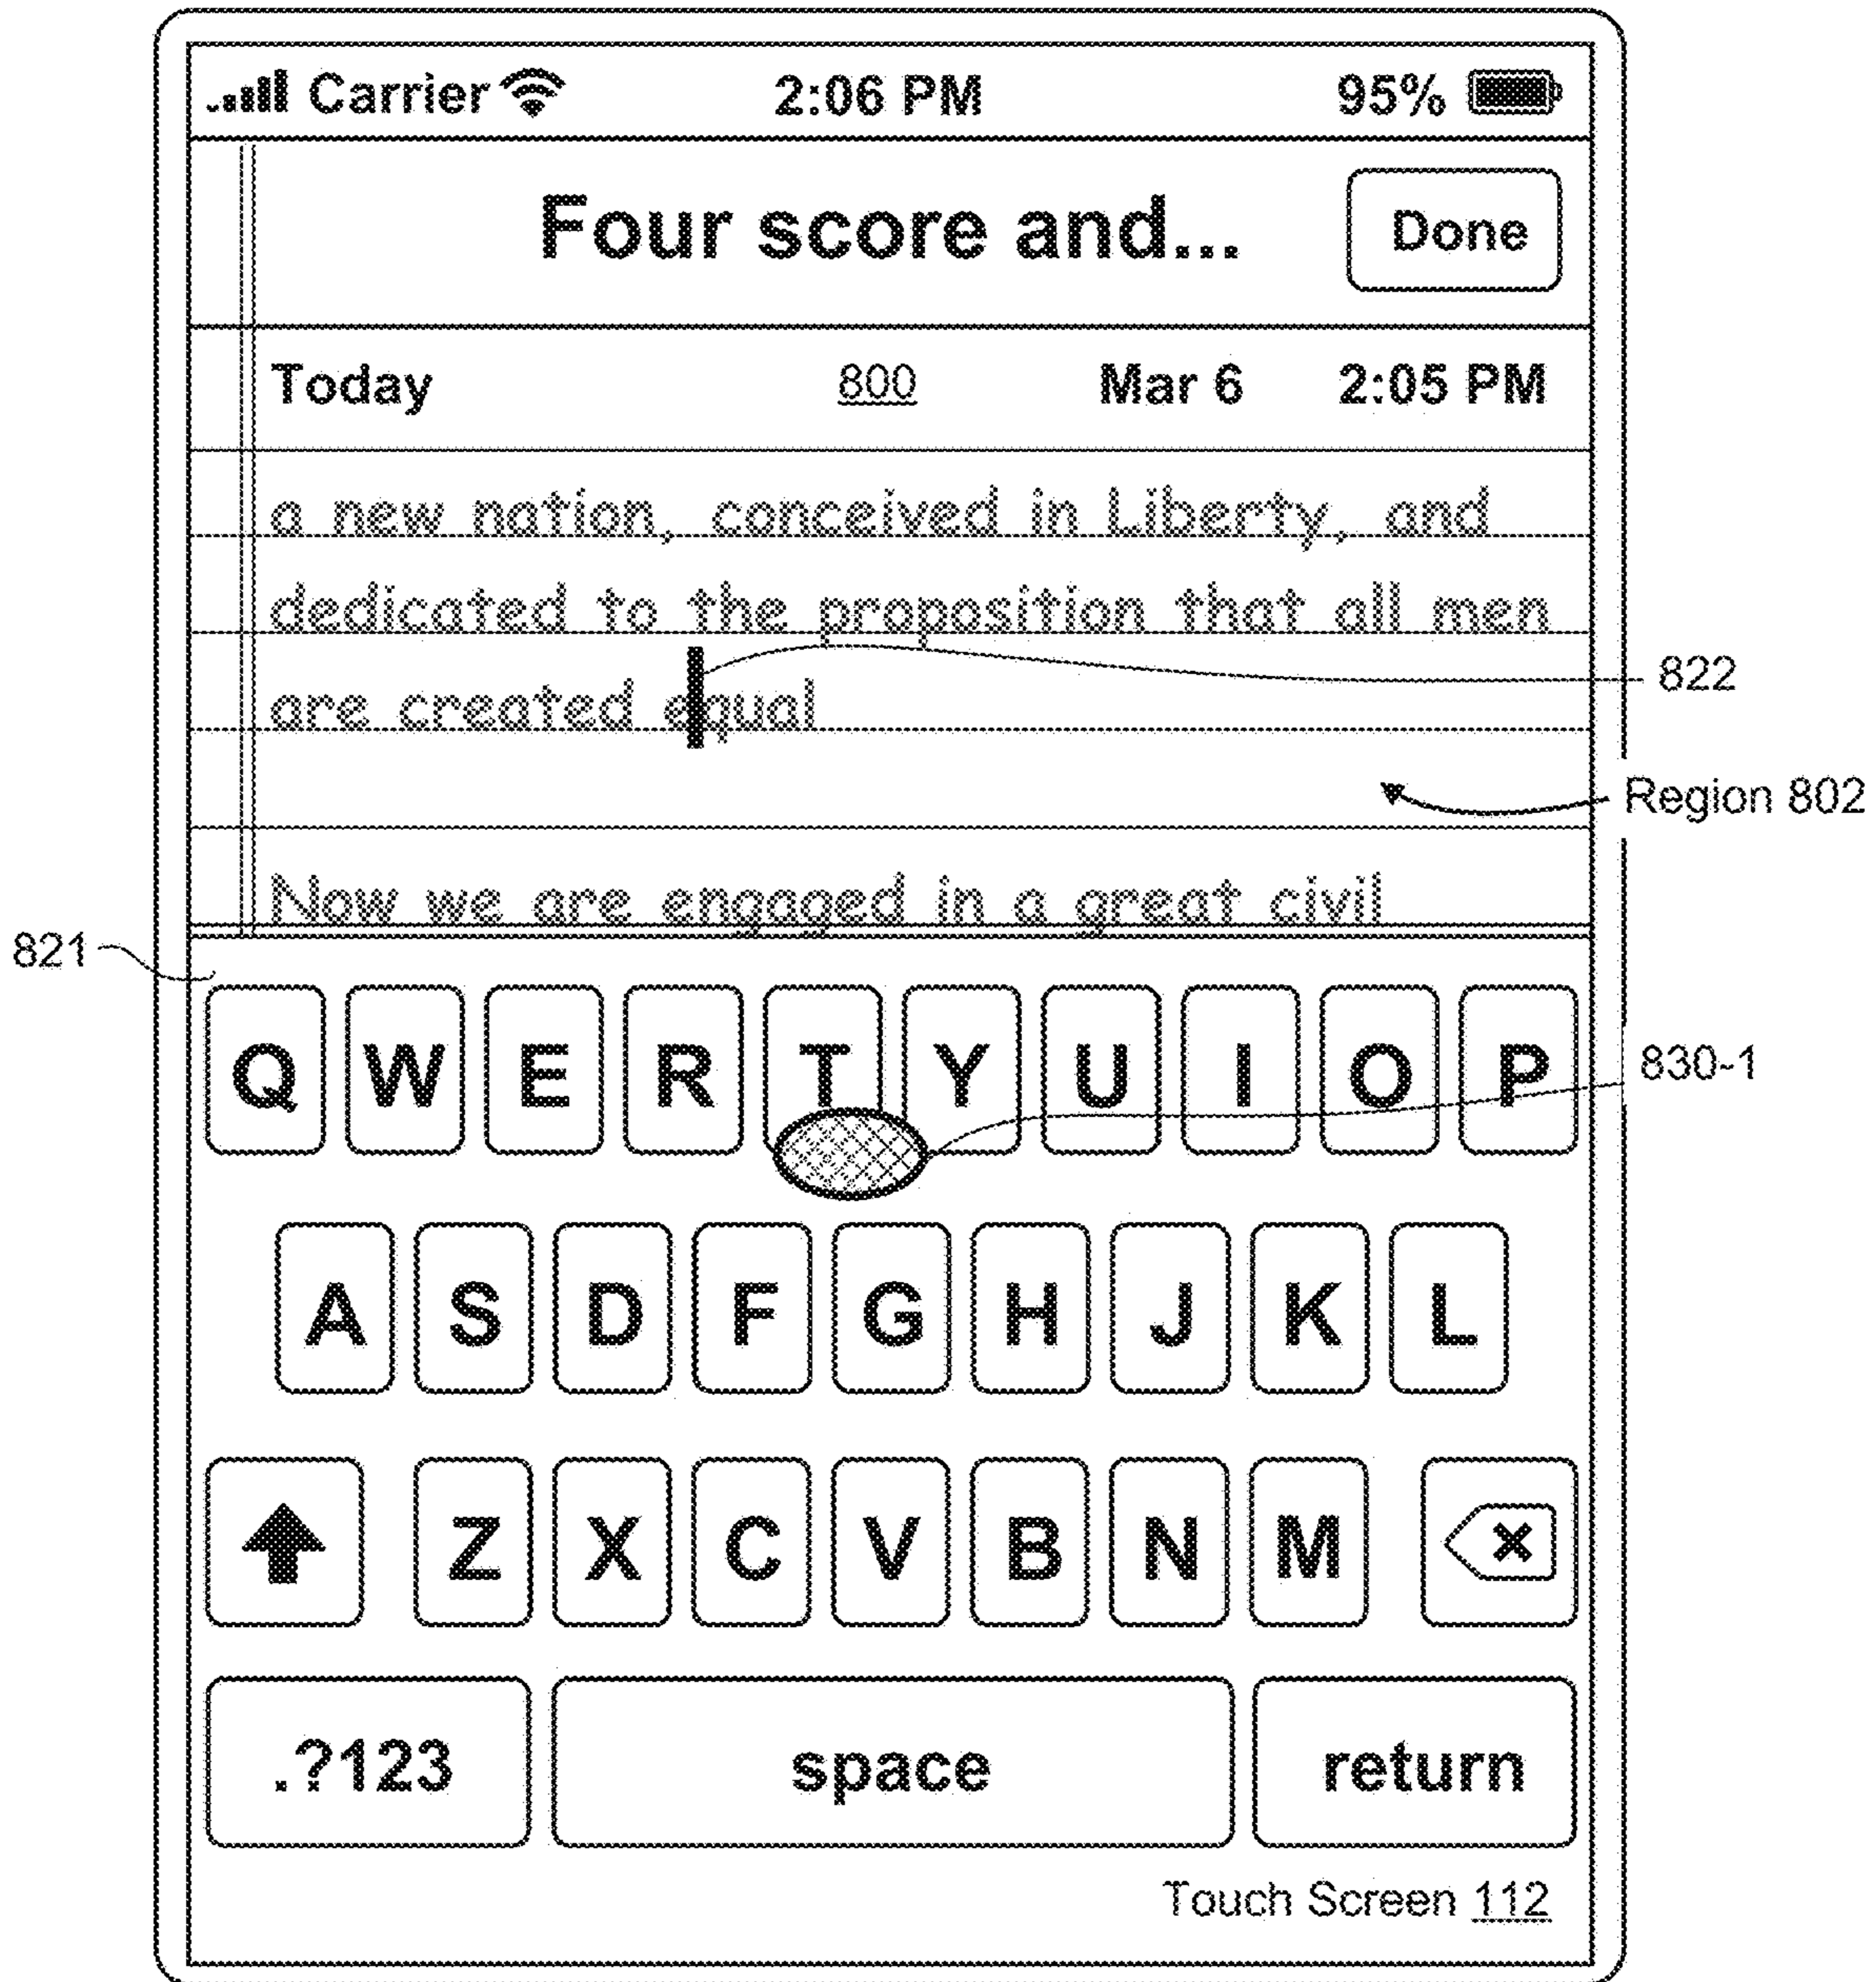 Carrier 2:06 PM 95%
Four score and... Done
Today 800 Mar 6 2:05 PM
a new nation, conceived in Liberty, and
dedicated to the proposition that all men
822
are created equal
Region 802
Now we are engaged in a great civil
821
Q W E R T Y U I O P
830-1
A S D F G H J K L
Z X C V B N M
.?123 space return
Touch Screen 112